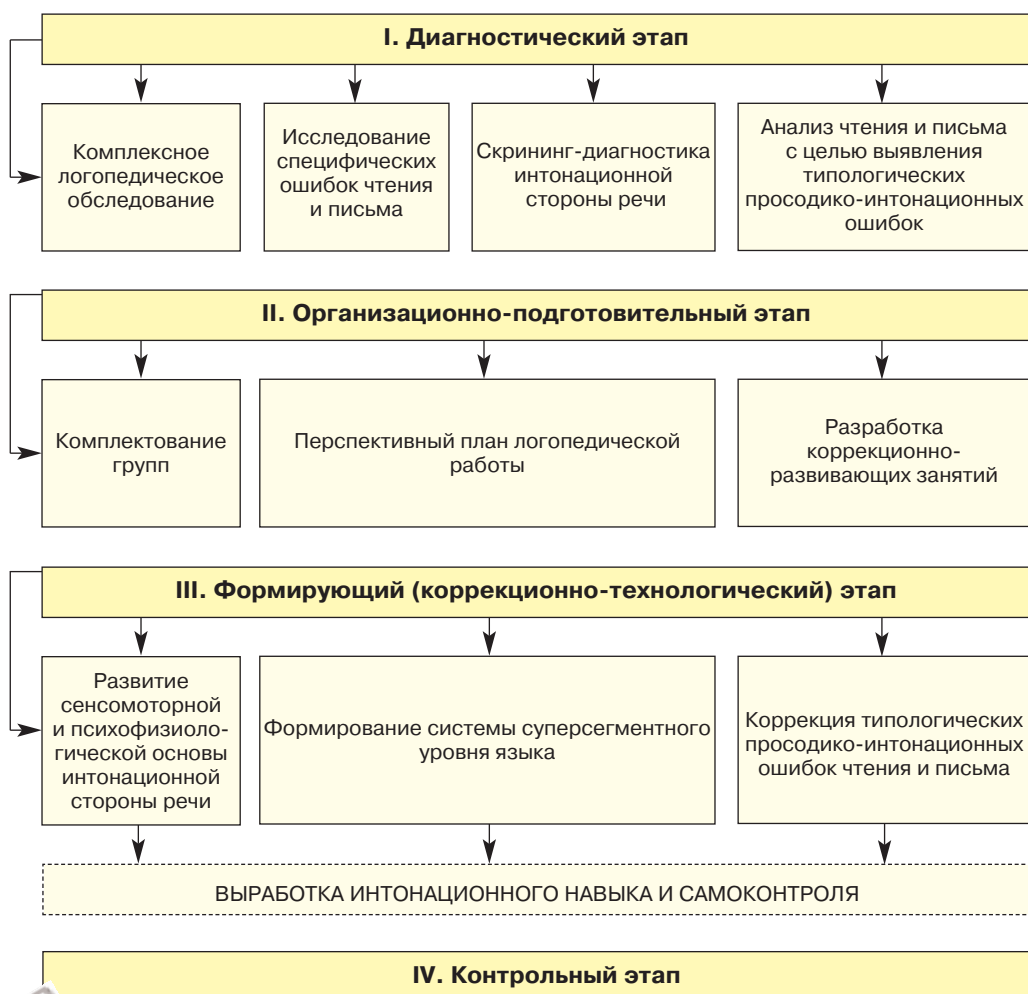 I. Диагностический этап
Комплексное
логопедическое
обследование
Исследование
специфических
ошибок чтения
и письма
Скрининг-диагностика
интонационной
стороны речи
Анализ чтения и письма
с целью выявления
типологических
просодико-интонационных
ошибок
II. Организационно-подготовительный этап
Комплектование
групп
Перспективный план логопедической
работы
Разработка
коррекционно-
развивающих занятий
III. Формирующий (коррекционно-технологический) этап
Развитие
сенсомоторной
и психофизиоло-
гической основы
интонационной
стороны речи
Формирование системы суперсегментного
уровня языка
Коррекция типологических
просодико-интонационных
ошибок чтения и письма
ВЫРАБОТКА ИНТОНАЦИОННОГО НАВЫКА И САМОКОНТРОЛЯ
IV. Контрольный этап